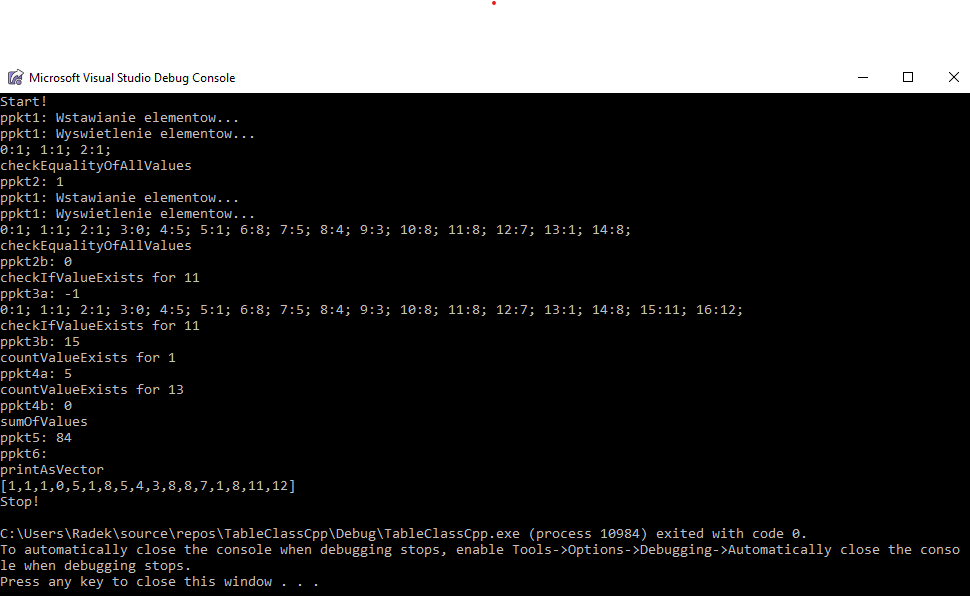 Microsoft Visual Studio Debug Console
Start!
ppkt1: Wstawianie elementow...
ppkt1: Wyswietlenie elementow...
0:1; 1:1; 2:1;
checkEqualityOfAllValues
ppkt2: 1
ppkt1: Wstawianie elementow...
ppkt1: Wyswietlenie elementow...
0:1; 1:1; 2:1; 3:0; 4:5; 5:1; 6:8; 7:5; 8:4; 9:3; 10:8; 11:8; 12:7; 13:1; 14:8;
checkEqualityOfAllValues
ppkt2b: 0
checkIfValueExists for 11
ppkt3a: -1
0:1; 1:1; 2:1; 3:0; 4:5; 5:1; 6:8; 7:5; 8:4; 9:3; 10:8; 11:8; 12:7; 13:1; 14:8; 15:11; 16:12;
checkIfValueExists for 11
ppkt3b: 15
countValueExists for 1
ppkt4a: 5
countValueExists for 13
ppkt4b: 0
sumOfValues
ppkt5: 84
ppkt6:
printAsVector
[1,1,1,0,5,1,8,5,4,3,8,8,7,1,8,11,12]
Stop!
C:\Users\Radek\source\repos\TableClassCpp\Debug\TableClassCpp.exe (process 10984) exited with code 0.
To automatically close the console when debugging stops, enable Tools->Options->Debugging->Automatically close the conso
le when debugging stops.
Press any key to close this window . . .